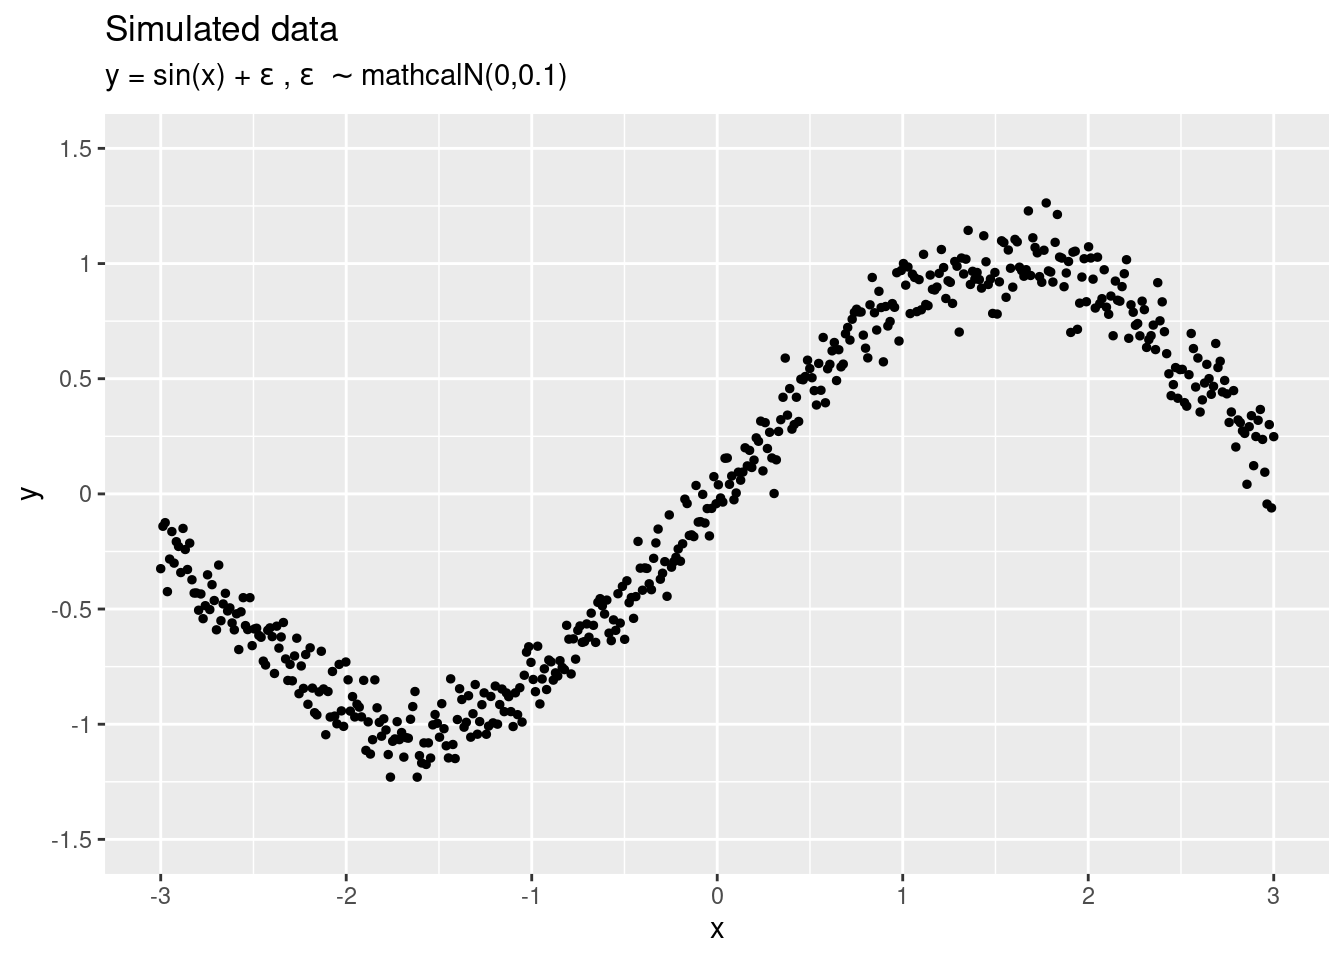 Simulated data
y = sin(x) + ε , ε ~ mathcalN(0,0.1)
1.5
1
0.5
0
-0.5
-1
-1.5
y
-3 -2 -1 0 1 2 3
x